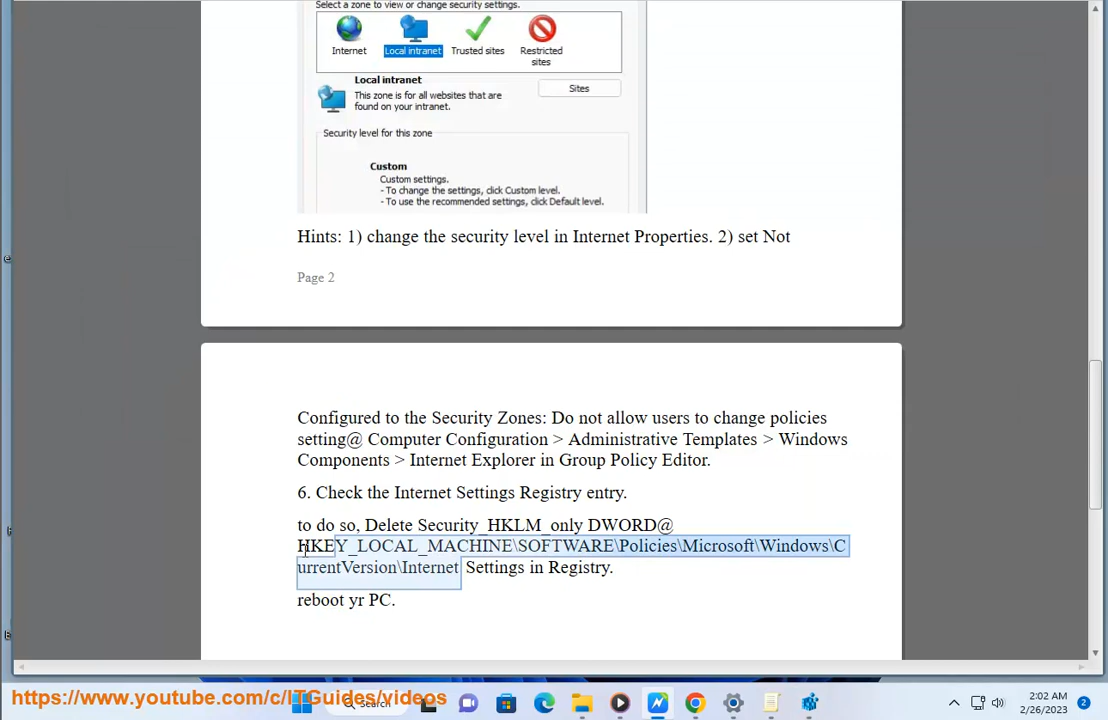 Select a zone to view or change security settings.
Internet
Local intranet
Trusted sites
Restricted
sites
Local intranet
This zone is for all websites that are
found on your intranet.
Sites
Security level for this zone
Custom
Custom settings.
- To change the settings, click Custom level.
- To use the recommended settings, click Default level.
Hints: 1) change the security level in Internet Properties. 2) set Not
Page 2
Configured to the Security Zones: Do not allow users to change policies
setting@ Computer Configuration > Administrative Templates > Windows
Components > Internet Explorer in Group Policy Editor.
6. Check the Internet Settings Registry entry.
to do so, Delete Security_HKLM_only DWORD@
HKEY_LOCAL_MACHINE\SOFTWARE\Policies\Microsoft\Windows\C
urrentVersion\Internet Settings in Registry.
reboot yr PC.
https://www.youtube.com/c/ITGuides/videos
Search
2:02 AM
2/26/2023
2